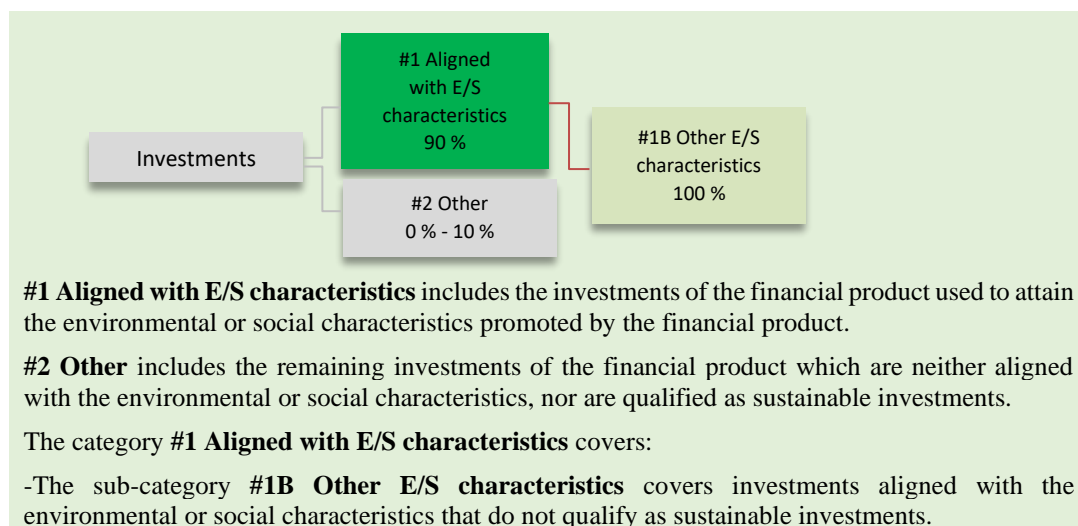 #1 Aligned
with E/S
characteristics
90 %
Investments
#1B Other E/S
characteristics
100 %
#2 Other
0 % - 10 %
#1 Aligned with E/S characteristics includes the investments of the financial product used to attain
the environmental or social characteristics promoted by the financial product.
#2 Other includes the remaining investments of the financial product which are neither aligned
with the environmental or social characteristics, nor are qualified as sustainable investments.
The category #1 Aligned with E/S characteristics covers:
-The sub-category #1B Other E/S characteristics covers investments aligned with the
environmental or social characteristics that do not qualify as sustainable investments.